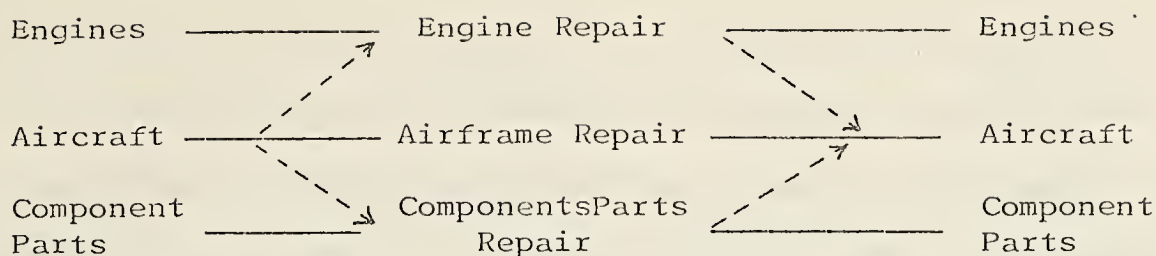 Engines Engine Repair Engines
Aircraft Airframe Repair Aircraft
Component ComponentsParts Component
Parts Repair Parts